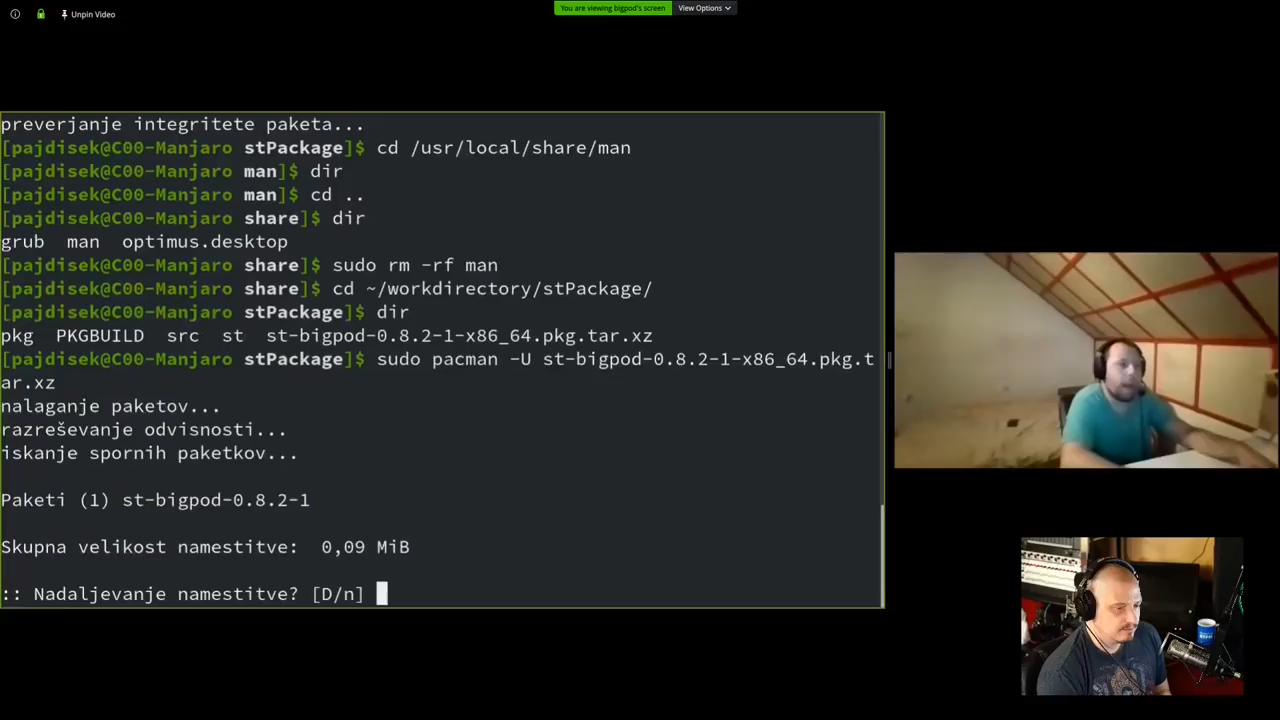 Unpin Video
You are viewing bigpod's screen
View Options
preverjanje integritete paketa...
[pajdisek@C00-Manjaro stPackage]$ cd /usr/local/share/man
[pajdisek@C00-Manjaro man]$ dir
[pajdisek@C00-Manjaro man]$ cd ..
[pajdisek@C00-Manjaro share]$ dir
grub  man  optimus.desktop
[pajdisek@C00-Manjaro share]$ sudo rm -rf man
[pajdisek@C00-Manjaro share]$ cd ~/workdirectory/stPackage/
[pajdisek@C00-Manjaro stPackage]$ dir
pkg  PKGBUILD  src  st  st-bigpod-0.8.2-1-x86_64.pkg.tar.xz
[pajdisek@C00-Manjaro stPackage]$ sudo pacman -U st-bigpod-0.8.2-1-x86_64.pkg.t
ar.xz
nalaganje paketov...
razreševanje odvisnosti...
iskanje spornih paketkov...
Paketi (1) st-bigpod-0.8.2-1
Skupna velikost namestitve:  0,09 MiB
:: Nadaljevanje namestitve? [D/n]